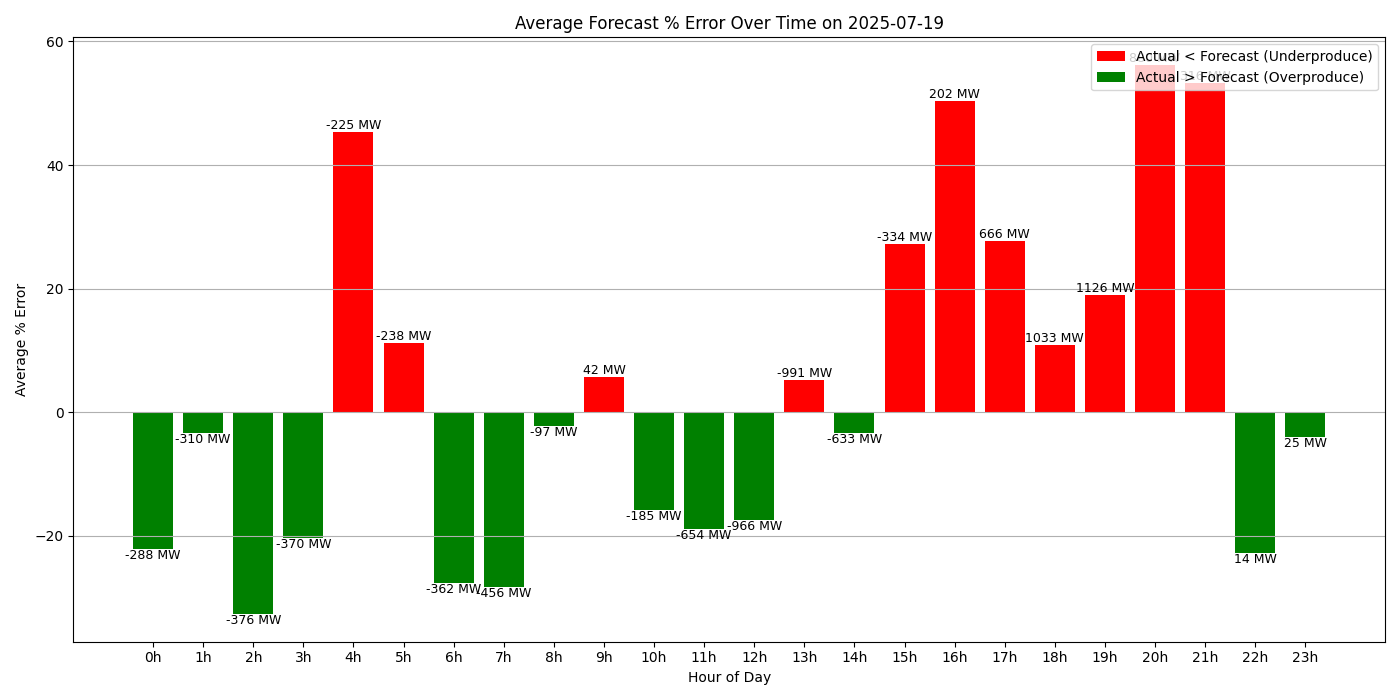 Average Forecast % Error Over Time on 2025-07-19
Actual < Forecast (Underproduce)
Actual > Forecast (Overproduce)
Average % Error
60
40
20
0
−20
-288 MW
-310 MW
-376 MW
-370 MW
-225 MW
-238 MW
-362 MW
-456 MW
-97 MW
42 MW
-185 MW
-654 MW
-966 MW
-991 MW
-633 MW
-334 MW
202 MW
666 MW
1033 MW
1126 MW
14 MW
25 MW
0h 1h 2h 3h 4h 5h 6h 7h 8h 9h 10h 11h 12h 13h 14h 15h 16h 17h 18h 19h 20h 21h 22h 23h
Hour of Day